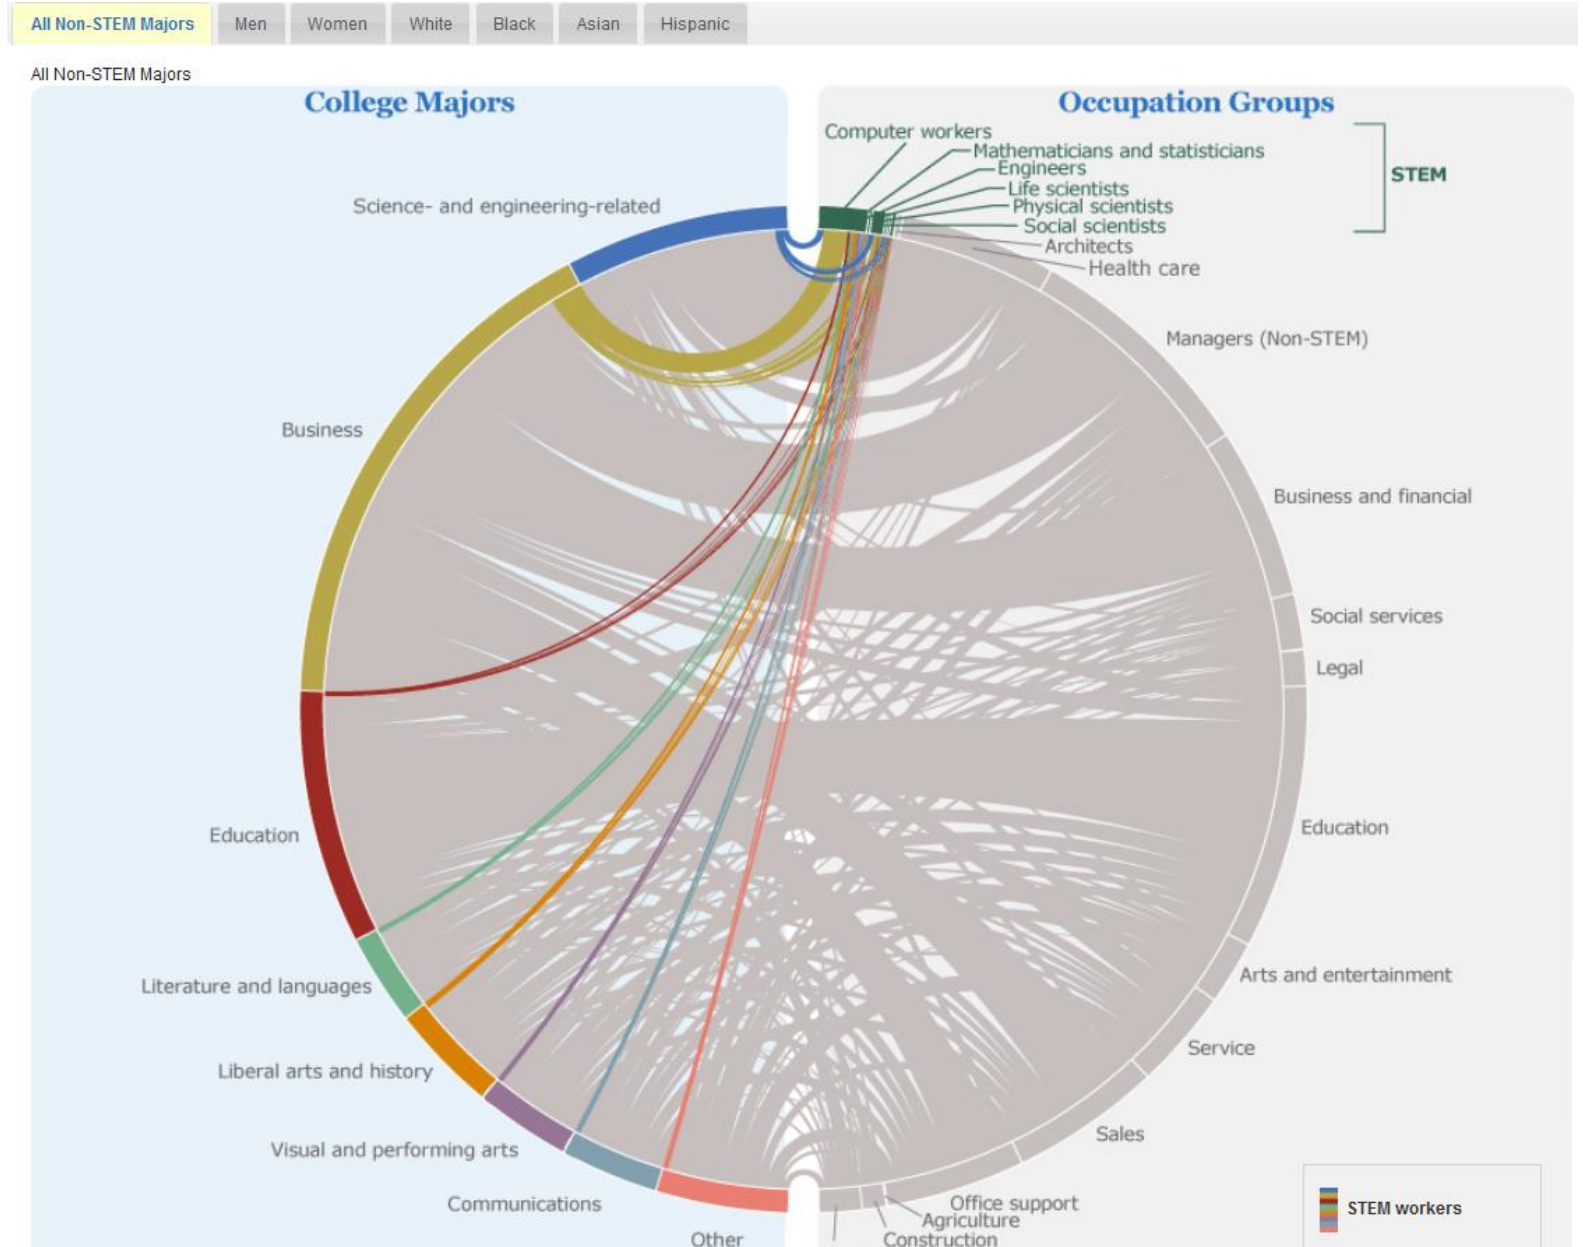 All Non-STEM Majors
Men
Women
White
Black
Asian
Hispanic
All Non-STEM Majors
College Majors
Occupation Groups
Computer workers
Mathematicians and statisticians
Engineers
Life scientists
Physical scientists
Social scientists
STEM
Architects
Health care
Science- and engineering-related
Managers (Non-STEM)
Business
Business and financial
Social services
Legal
Education
Education
Literature and languages
Arts and entertainment
Liberal arts and history
Service
Visual and performing arts
Sales
Communications
Office support
Agriculture
Other
Construction
STEM workers